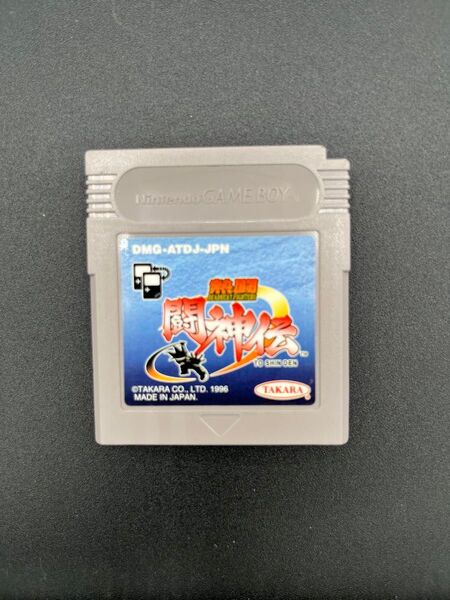 Nintendo GAME BOY
DMG-ATDJ-JPN
熱闘
闘神伝
TM
TO SHIN DEN
©TAKARA CO., LTD. 1996
MADE IN JAPAN.
TAKARA